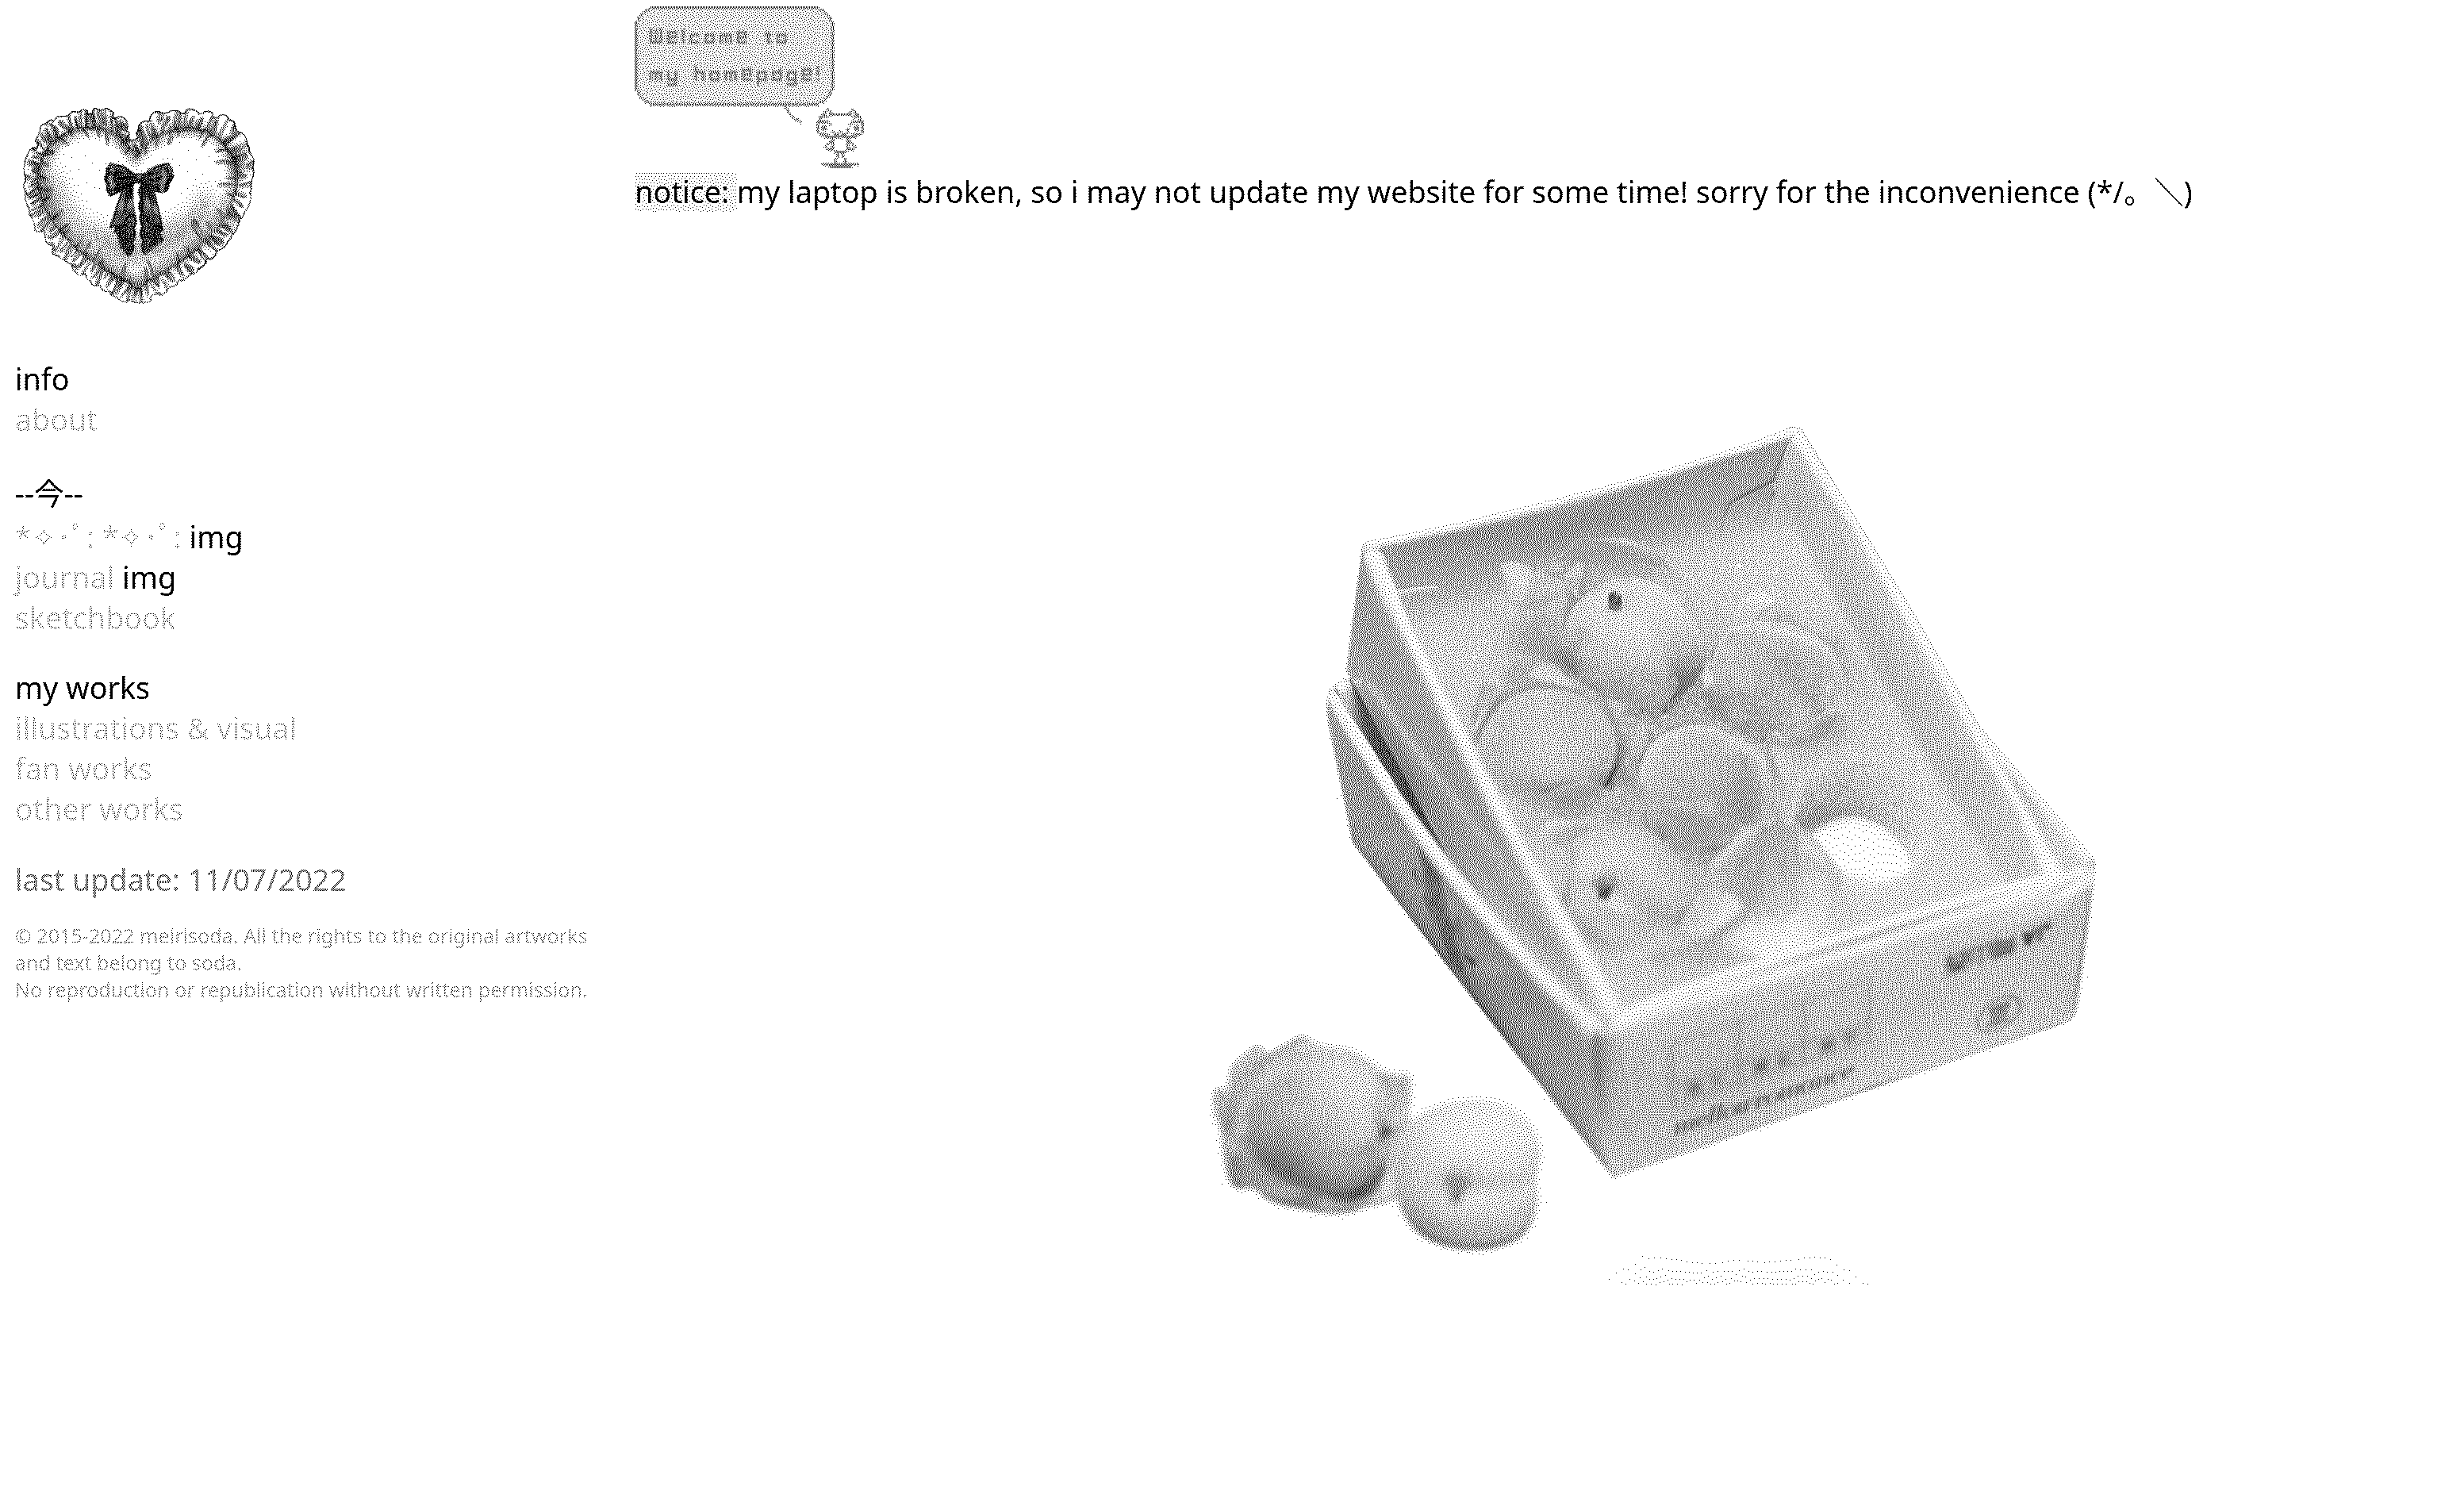 Welcome to
my homepage!
notice: my laptop is broken, so i may not update my website for some time! sorry for the inconvenience (*/。＼)
info
about
--今--
*✧･ﾟ: *✧･ﾟ: img
journal img
sketchbook
my works
illustrations & visual
fan works
other works
last update: 11/07/2022
© 2015-2022 meirisoda. All the rights to the original artworks
and text belong to soda.
No reproduction or republication without written permission.